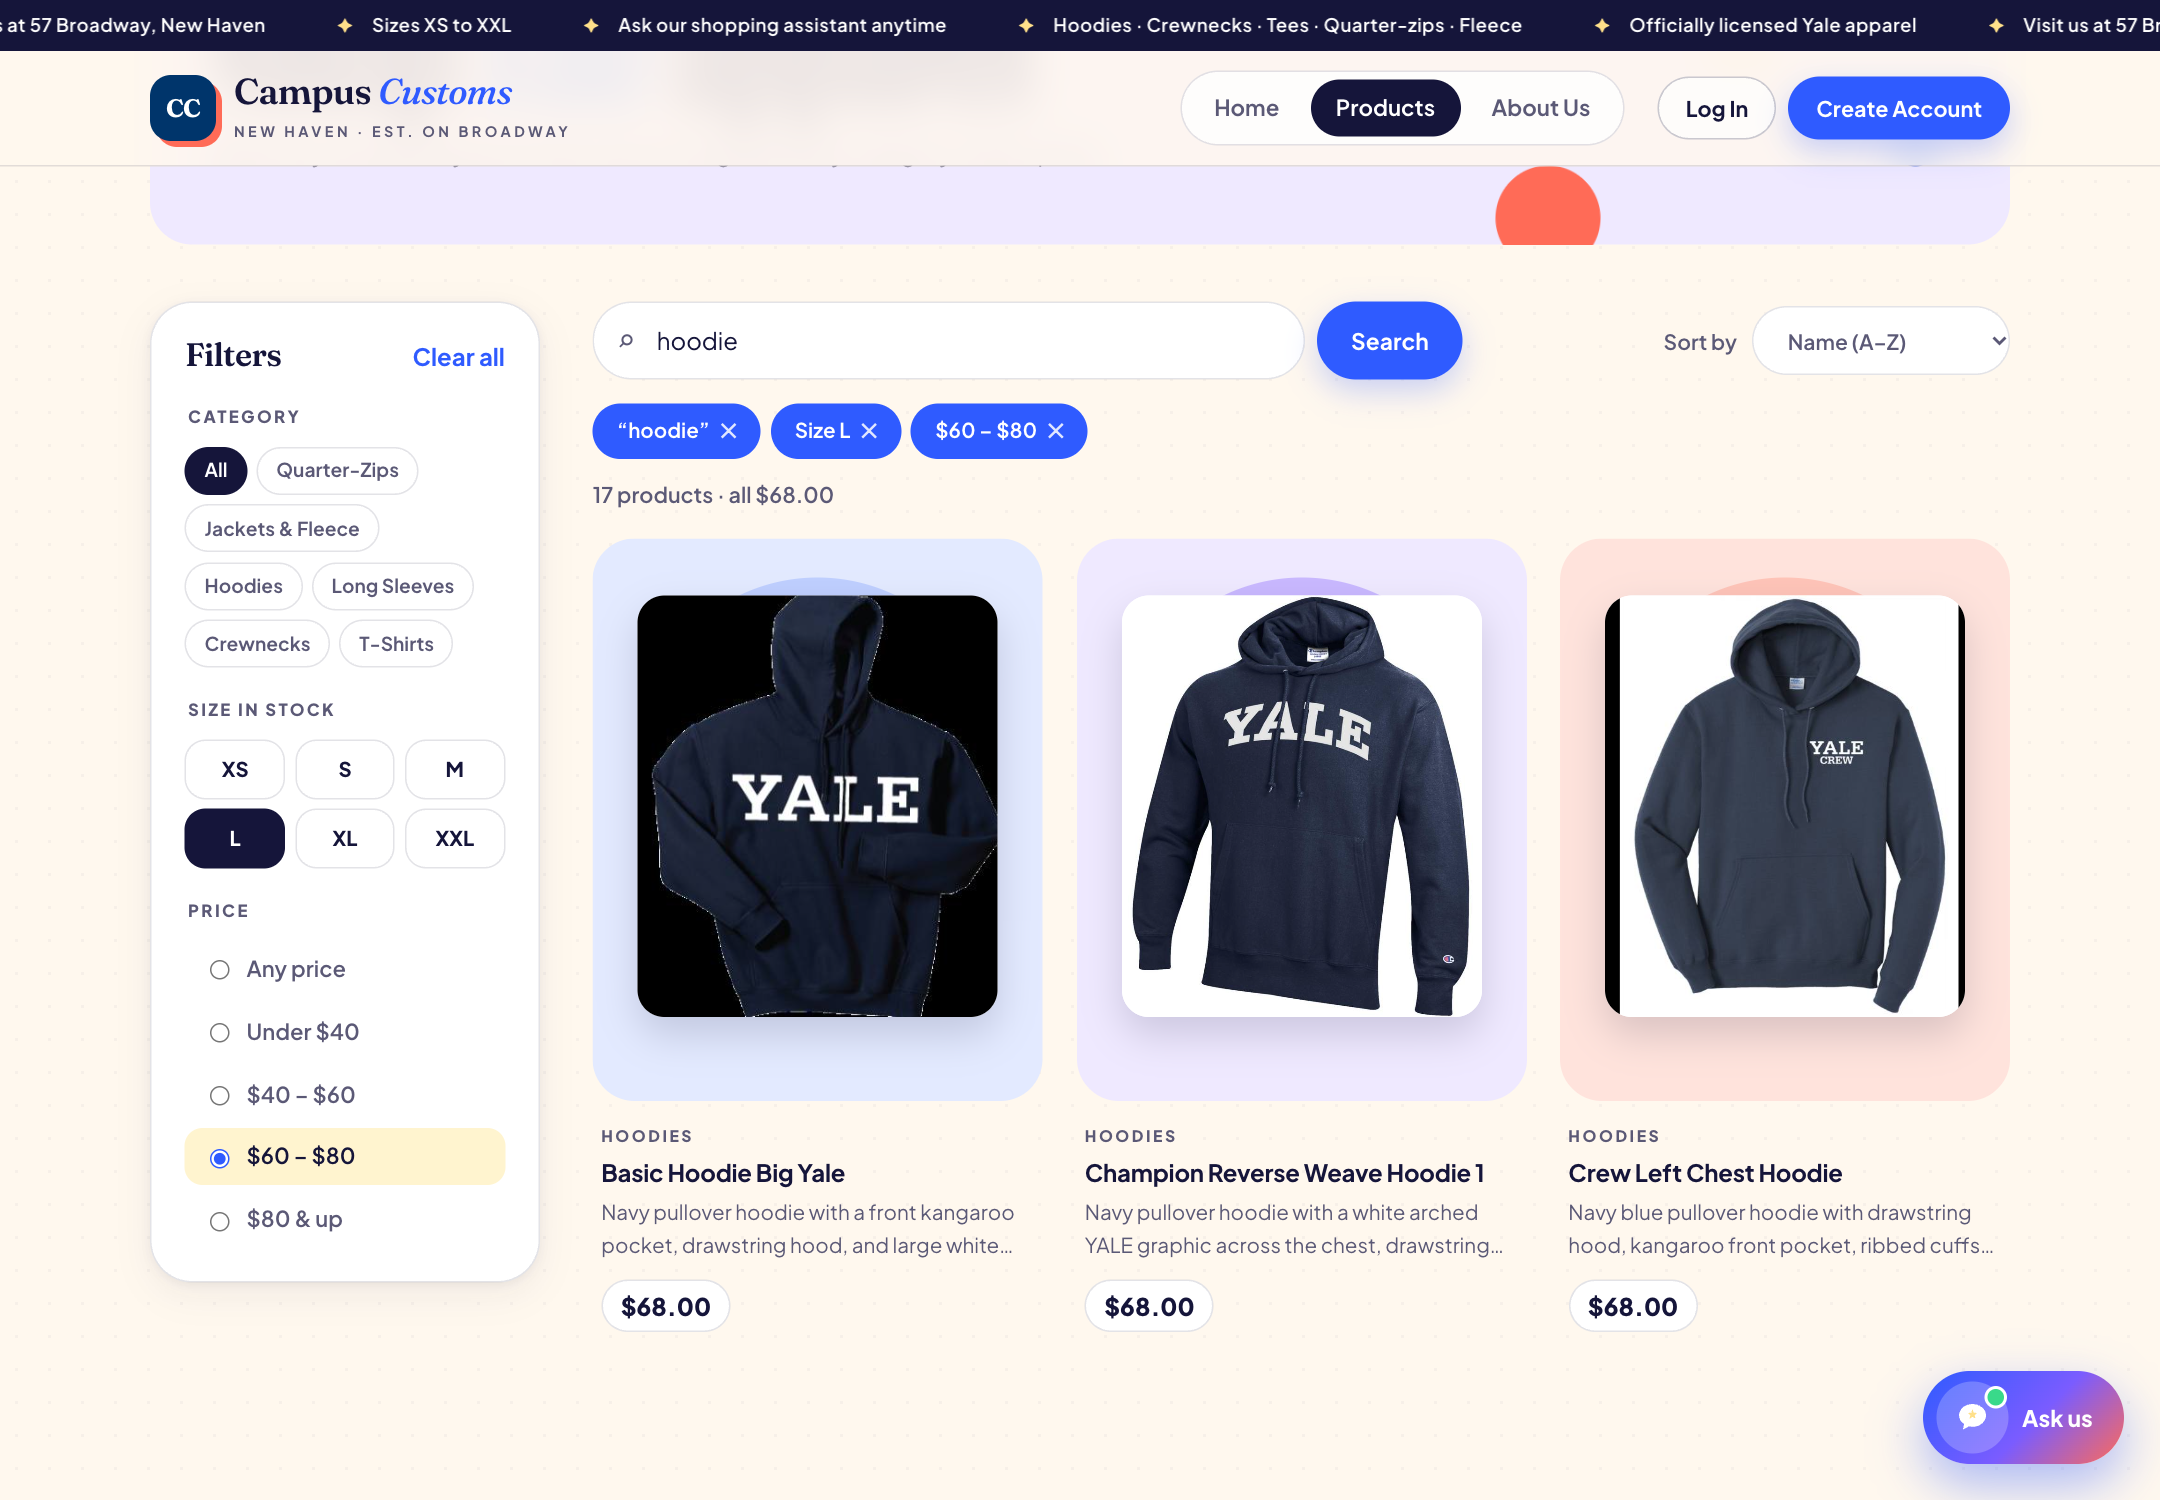 at 57 Broadway, New Haven ✦ Sizes XS to XXL ✦ Ask our shopping assistant anytime ✦ Hoodies · Crewnecks · Tees · Quarter-zips · Fleece ✦ Officially licensed Yale apparel ✦ Visit us at 57 Br
CC
Campus Customs
NEW HAVEN · EST. ON BROADWAY
Home
Products
About Us
Log In
Create Account
Filters
Clear all
CATEGORY
All
Quarter-Zips
Jackets & Fleece
Hoodies
Long Sleeves
Crewnecks
T-Shirts
SIZE IN STOCK
XS
S
M
L
XL
XXL
PRICE
Any price
Under $40
$40 – $60
$60 – $80
$80 & up
hoodie
Search
Sort by
Name (A–Z)
“hoodie” ×
Size L ×
$60 – $80 ×
17 products · all $68.00
YALE
HOODIES
Basic Hoodie Big Yale
Navy pullover hoodie with a front kangaroo
pocket, drawstring hood, and large white…
$68.00
YALE
HOODIES
Champion Reverse Weave Hoodie 1
Navy pullover hoodie with a white arched
YALE graphic across the chest, drawstring…
$68.00
YALE
CREW
HOODIES
Crew Left Chest Hoodie
Navy blue pullover hoodie with drawstring
hood, kangaroo front pocket, ribbed cuffs…
$68.00
Ask us